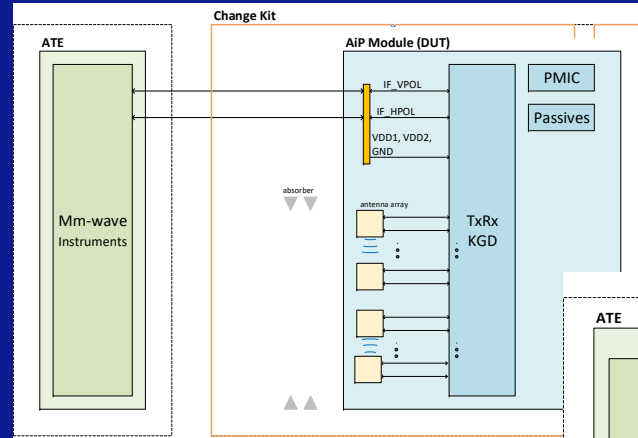 Change Kit
ATE
AiP Module (DUT)
PMIC
Passives
IF_VPOL
IF_HPOL
VDD1, VDD2,
GND
absorber
antenna array
Mm-wave
Instruments
TxRx
KGD
ATE